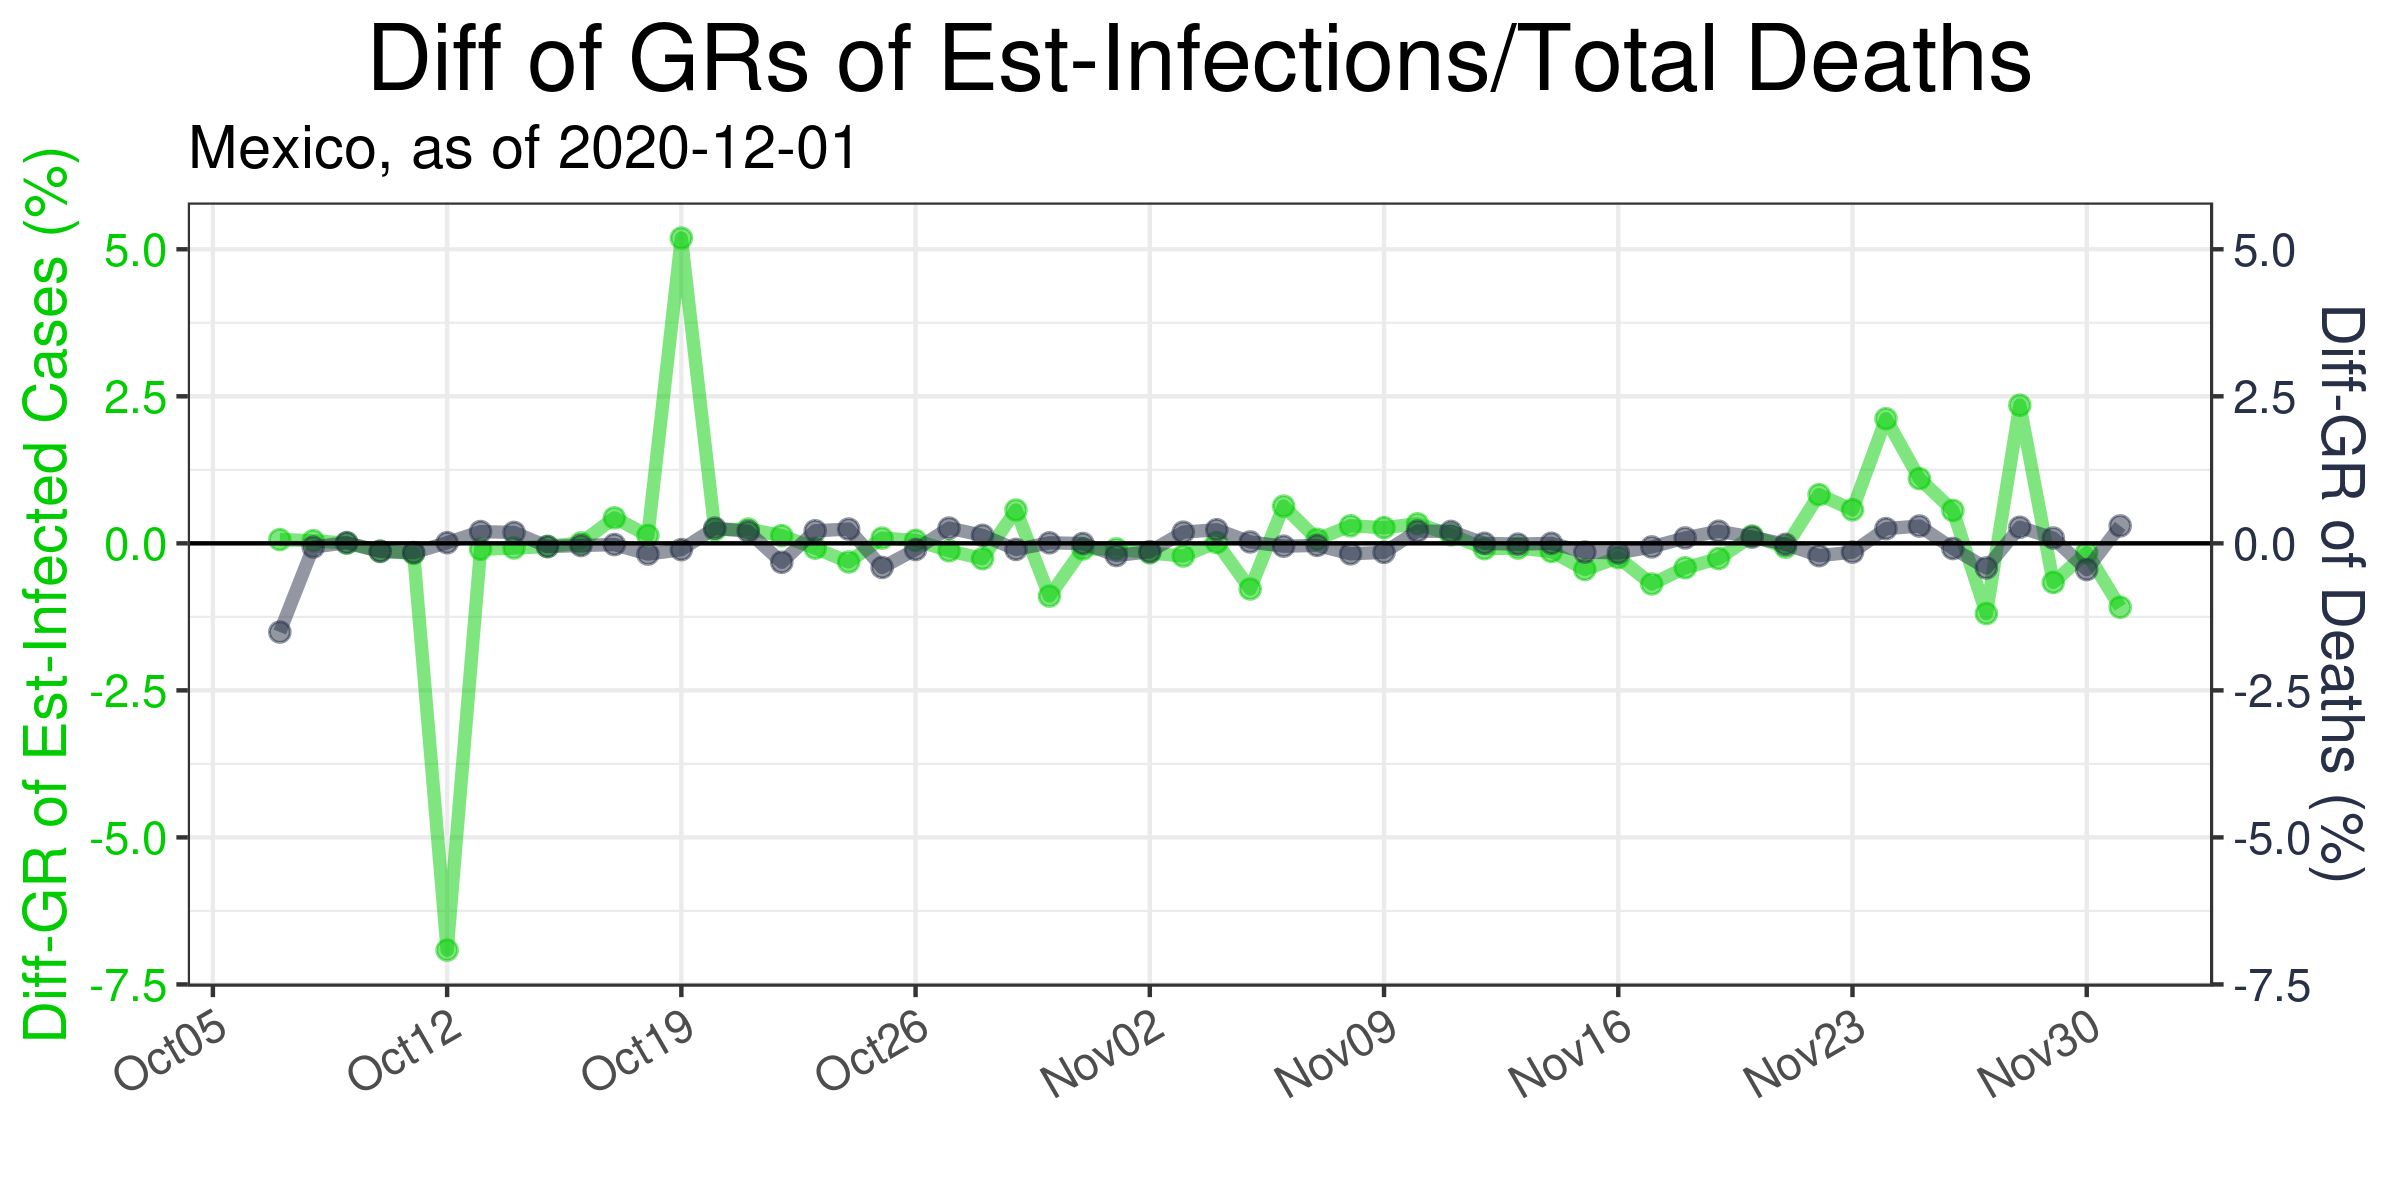 Diff of GRs of Est-Infections/Total Deaths
Mexico, as of 2020-12-01
Diff-GR of Est-Infected Cases (%)
5.0
2.5
0.0
-2.5
-5.0
-7.5
5.0
2.5
0.0
-2.5
-5.0
-7.5
Diff-GR of Deaths (%)
Oct05
Oct12
Oct19
Oct26
Nov02
Nov09
Nov16
Nov23
Nov30